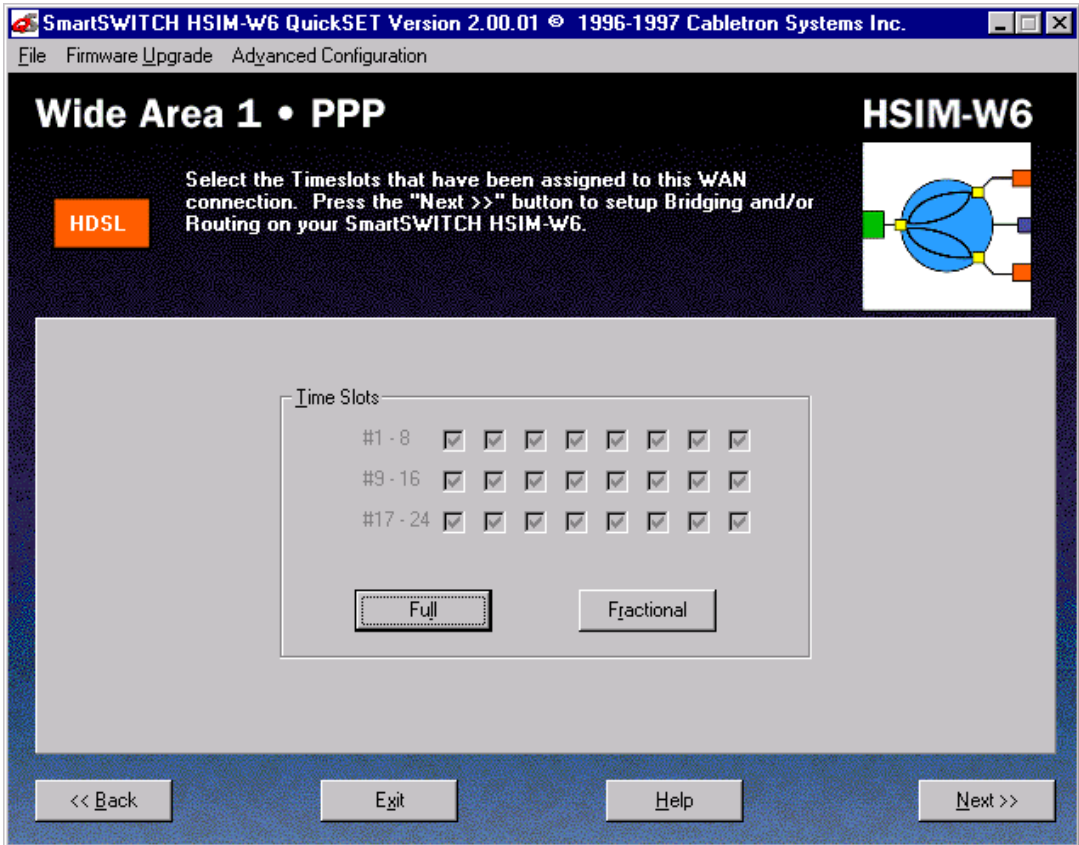 SmartSWITCH HSIM-W6 QuickSET Version 2.00.01 © 1996-1997 Cabletron Systems Inc.
File Firmware Upgrade Advanced Configuration
Wide Area 1 • PPP
HSIM-W6
HDSL
Select the Timeslots that have been assigned to this WAN
connection. Press the "Next >>" button to setup Bridging and/or
Routing on your SmartSWITCH HSIM-W6.
Time Slots
#1 - 8
#9 - 16
#17 - 24
Full
Fractional
<< Back
Exit
Help
Next >>